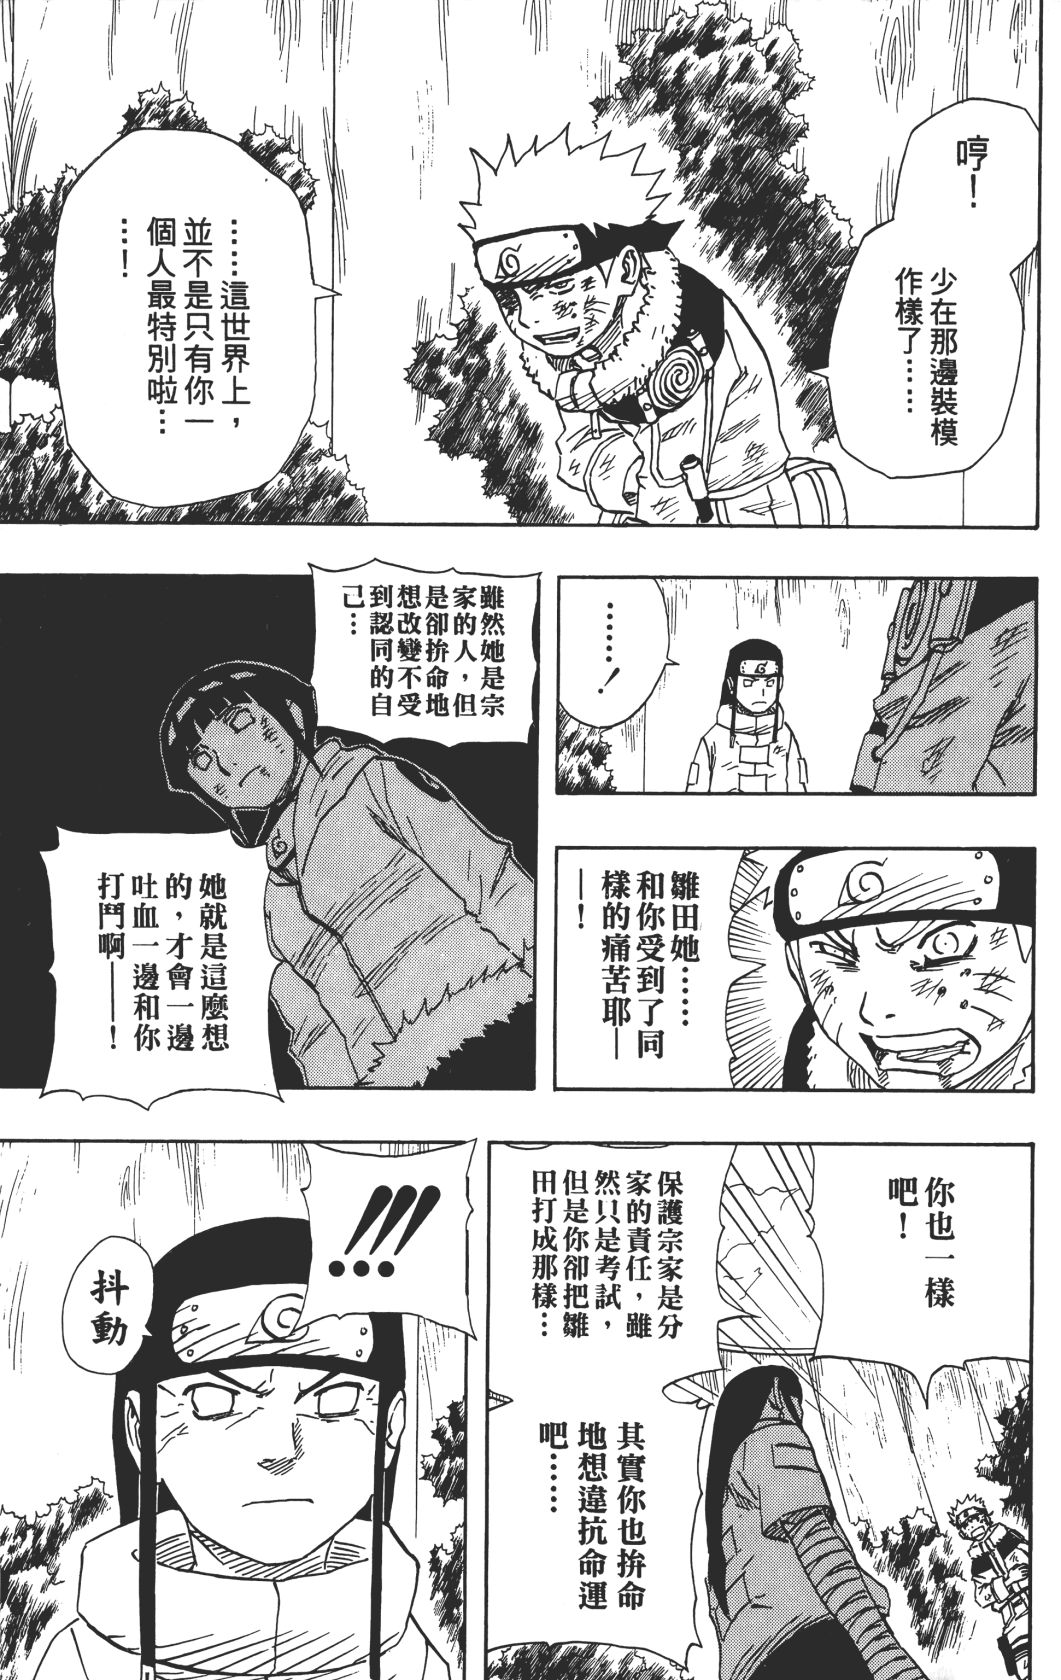 哼！
少在那邊裝模
作樣了……
……這世界上，
並不是只有你一
個人最特別啦…
…！
……！
雛田她……
和你受到了同
樣的痛苦耶—
—！
雖然她是宗
家的人，但
是卻拚命地
想改變不受
到認同的自
己…
她就是這麼想
的，才會一邊
吐血一邊和你
打鬥啊——！
你也一樣
吧！
保護宗家是分
家的責任，雖
然只是考試，
但是你卻把雛
田打成那樣…
其實你也拚命
地想違抗命運
吧……
!!!
抖動